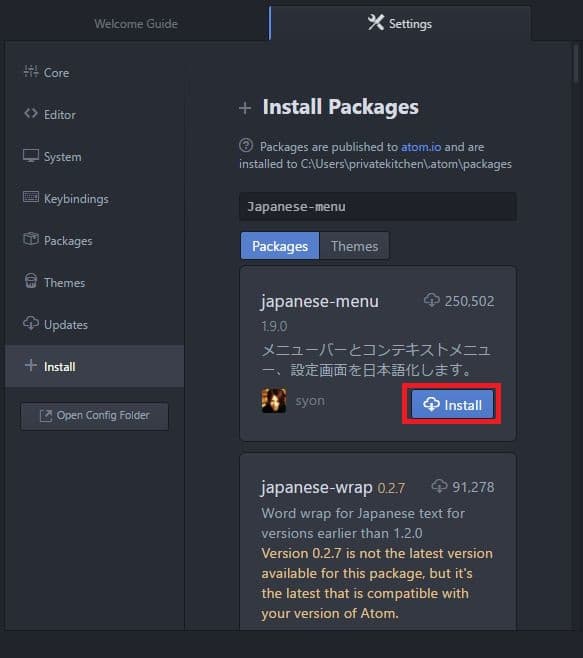 Welcome Guide
Settings
Core
Editor
System
Keybindings
Packages
Themes
Updates
Install
Open Config Folder
Install Packages
Packages are published to atom.io and are
installed to C:\Users\privatekitchen\.atom\packages
Japanese-menu
Packages
Themes
japanese-menu
250,502
1.9.0
メニューバーとコンテキストメニュ
ー、設定画面を日本語化します。
syon
Install
japanese-wrap 0.2.7
91,278
Word wrap for Japanese text for
versions earlier than 1.2.0
Version 0.2.7 is not the latest version
available for this package, but it's
the latest that is compatible with
your version of Atom.